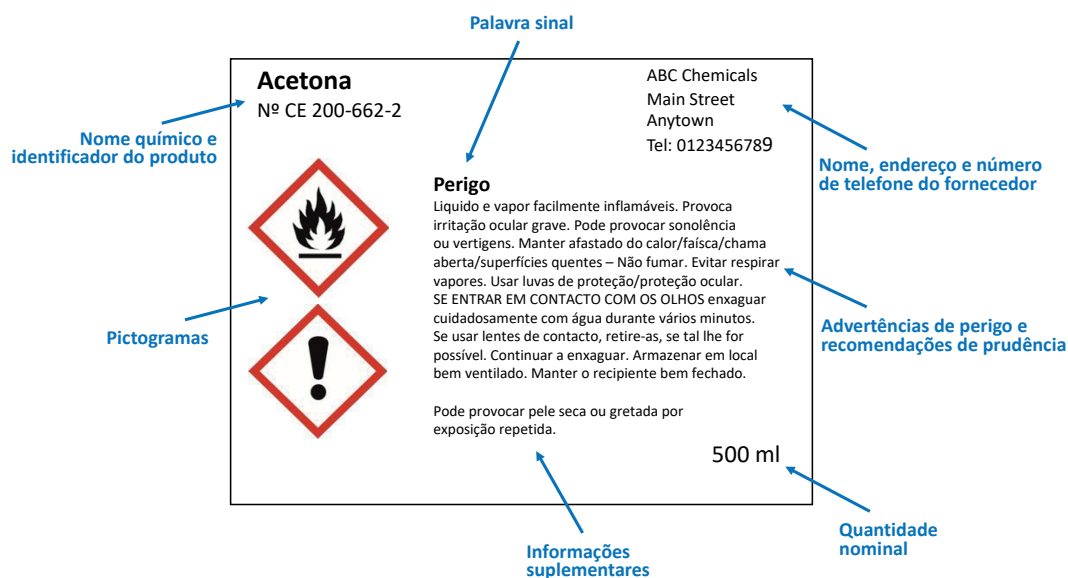 Palavra sinal
Acetona
Nº CE 200-662-2
ABC Chemicals
Main Street
Anytown
Tel: 0123456789
Nome químico e
identificador do produto
Nome, endereço e número
de telefone do fornecedor
Perigo
Liquido e vapor facilmente inflamáveis. Provoca
irritação ocular grave. Pode provocar sonolência
ou vertigens. Manter afastado do calor/faísca/chama
aberta/superfícies quentes – Não fumar. Evitar respirar
vapores. Usar luvas de proteção/proteção ocular.
SE ENTRAR EM CONTACTO COM OS OLHOS enxaguar
cuidadosamente com água durante vários minutos.
Se usar lentes de contacto, retire-as, se tal lhe for
possível. Continuar a enxaguar. Armazenar em local
bem ventilado. Manter o recipiente bem fechado.
Pictogramas
Advertências de perigo e
recomendações de prudência
Pode provocar pele seca ou gretada por
exposição repetida.
500 ml
Quantidade
nominal
Informações
suplementares